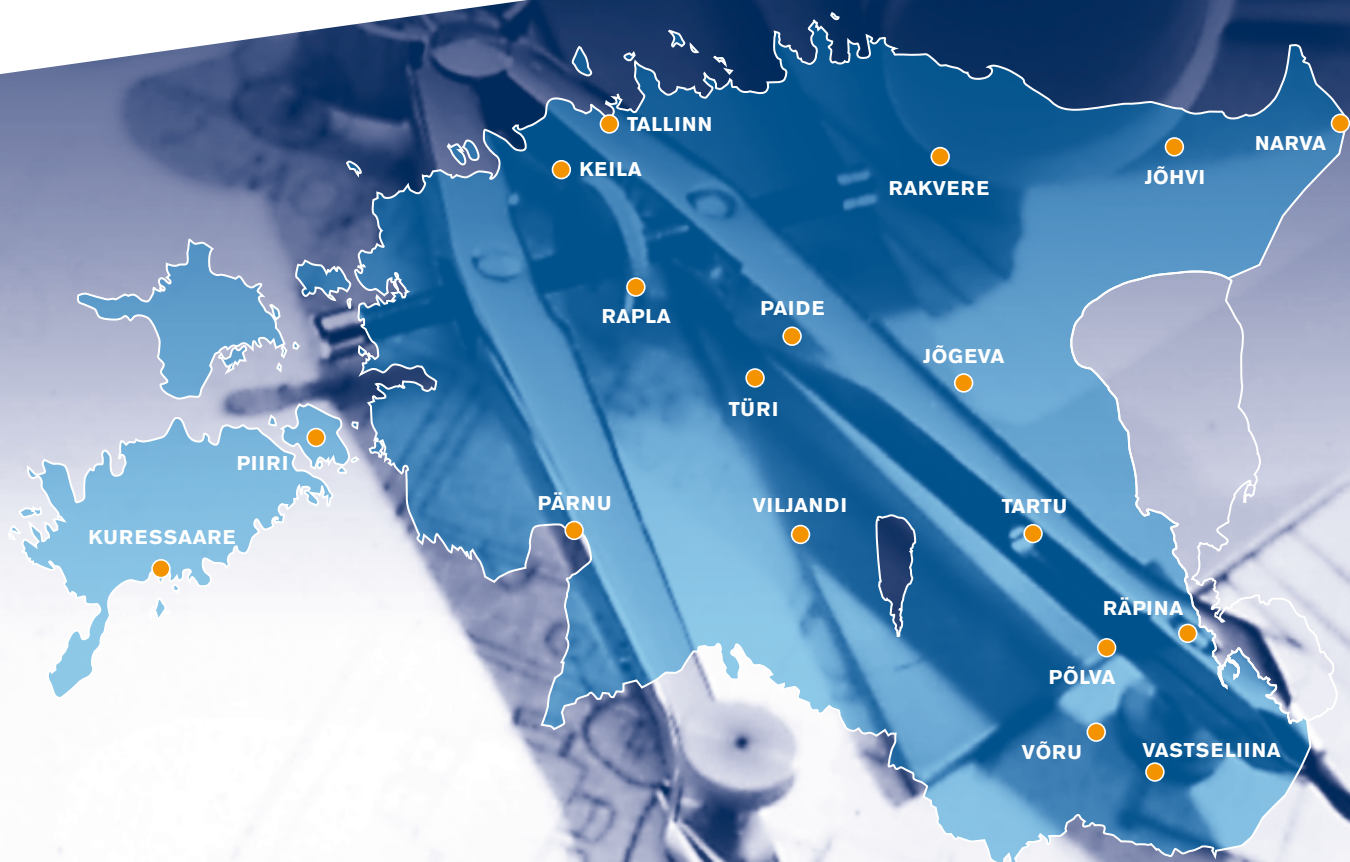 TALLINN
NARVA
KEILA
JÕHVI
RAKVERE
PAIDE
RAPLA
JÕGEVA
TÜRI
PIIRI
PÄRNU
VILJANDI
TARTU
KURESSAARE
RÄPINA
PÕLVA
VÕRU
VASTSELIINA